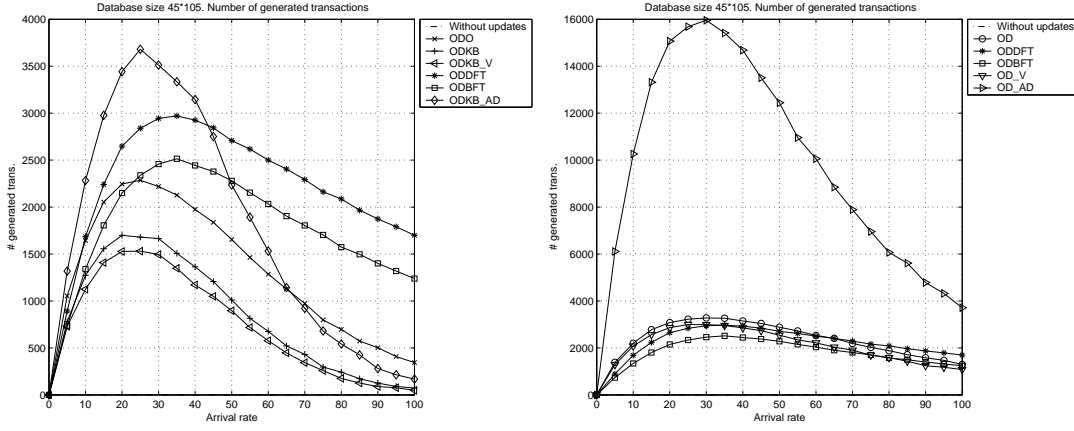 Database size 45*105. Number of generated transactions
4000
3500
3000
2500
2000
1500
1000
500
0
# generated trans.
0 10 20 30 40 50 60 70 80 90 100
Arrival rate
Without updates
ODO
ODKB
ODKB_V
ODDFT
ODBFT
ODKB_AD
Database size 45*105. Number of generated transactions
16000
14000
12000
10000
8000
6000
4000
2000
0
# generated trans.
0 10 20 30 40 50 60 70 80 90 100
Arrival rate
Without updates
OD
ODDFT
ODBFT
OD_V
OD_AD